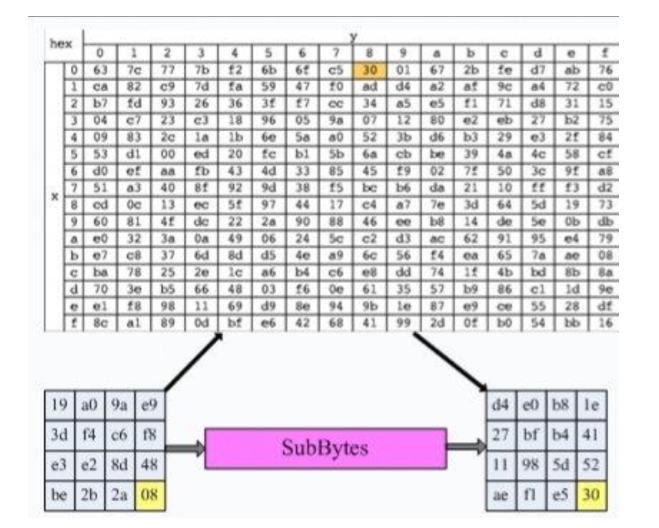 y
hex 0 1 2 3 4 5 6 7 8 9 a b c d e f
0 63 7c 77 7b f2 6b 6f c5 30 01 67 2b fe d7 ab 76
1 ca 82 c9 7d fa 59 47 f0 ad d4 a2 af 9c a4 72 c0
2 b7 fd 93 26 36 3f f7 cc 34 a5 e5 f1 71 d8 31 15
3 04 c7 23 c3 18 96 05 9a 07 12 80 e2 eb 27 b2 75
4 09 83 2c 1a 1b 6e 5a a0 52 3b d6 b3 29 e3 2f 84
5 53 d1 00 ed 20 fc b1 5b 6a cb be 39 4a 4c 58 cf
6 d0 ef aa fb 43 4d 33 85 45 f9 02 7f 50 3c 9f a8
x 7 51 a3 40 8f 92 9d 38 f5 bc b6 da 21 10 ff f3 d2
8 cd 0c 13 ec 5f 97 44 17 c4 a7 7e 3d 64 5d 19 73
9 60 81 4f dc 22 2a 90 88 46 ee b8 14 de 5e 0b db
a e0 32 3a 0a 49 06 24 5c c2 d3 ac 62 91 95 e4 79
b e7 c8 37 6d 8d d5 4e a9 6c 56 f4 ea 65 7a ae 08
c ba 78 25 2e 1c a6 b4 c6 e8 dd 74 1f 4b bd 8b 8a
d 70 3e b5 66 48 03 f6 0e 61 35 57 b9 86 c1 1d 9e
e e1 f8 98 11 69 d9 8e 94 9b 1e 87 e9 ce 55 28 df
f 8c a1 89 0d bf e6 42 68 41 99 2d 0f b0 54 bb 16
19 a0 9a e9
3d f4 c6 f8
e3 e2 8d 48
be 2b 2a 08
SubBytes
d4 e0 b8 1e
27 bf b4 41
11 98 5d 52
ae f1 e5 30